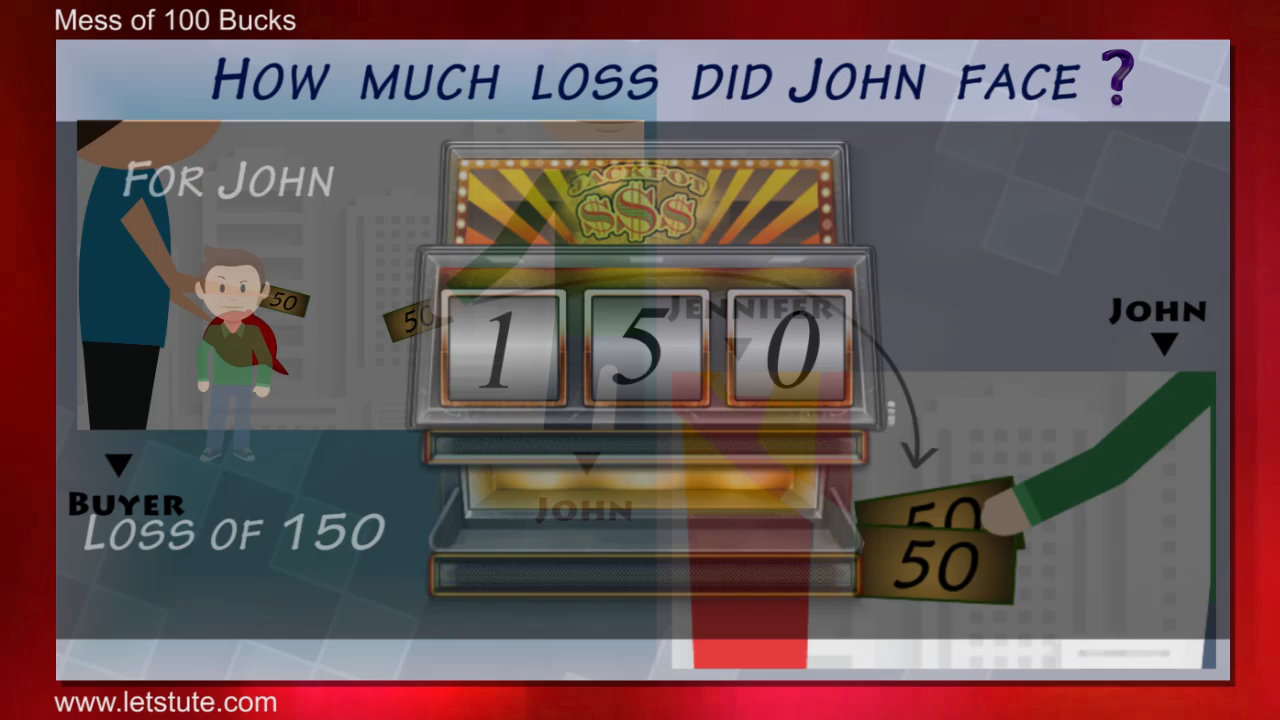 Mess of 100 Bucks
HOW MUCH LOSS DID JOHN FACE ?
FOR JOHN
JACKPOT
$$$
50
50
1 5 0
JENNIFER
JOHN
BUYER
LOSS OF 150
JOHN
50
50
www.letstute.com